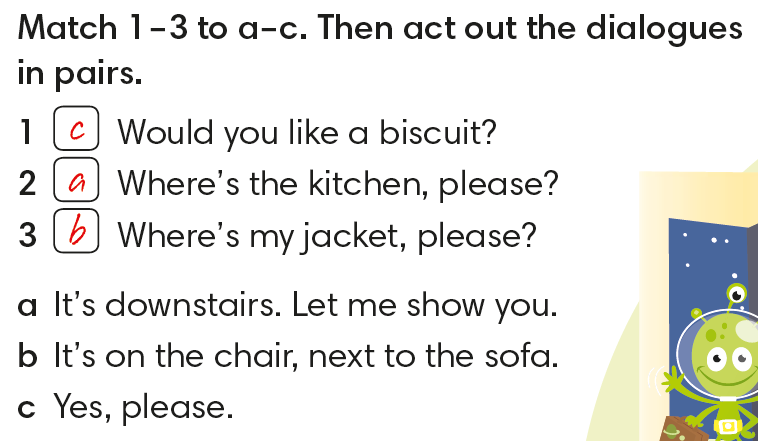 Match 1–3 to a–c. Then act out the dialogues
in pairs.
1 c Would you like a biscuit?
2 a Where's the kitchen, please?
3 b Where's my jacket, please?
a It's downstairs. Let me show you.
b It's on the chair, next to the sofa.
c Yes, please.